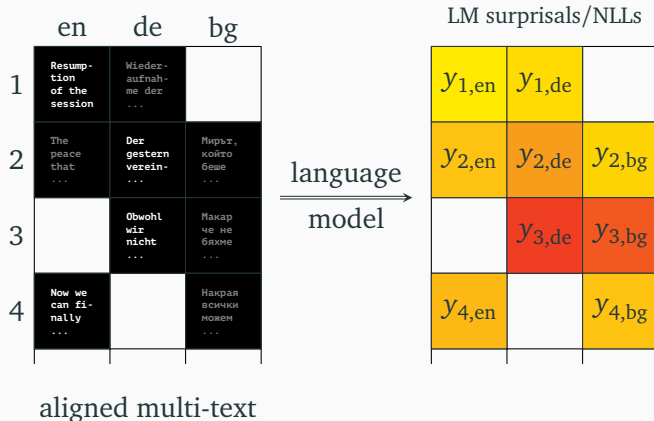 LM surprisals/NLLs
en de bg
1
Resump-
tion
of the
session
Wieder-
aufnah-
me der
...
y1,en y1,de
2
The
peace
that
...
Der
gestern
verein-
...
Мирът,
който
беше
...
y2,en y2,de y2,bg
language
model
3
Obwohl
wir
nicht
...
Макар
че не
бяхме
...
y3,de y3,bg
4
Now we
can fi-
nally
...
Накрая
всички
можем
...
y4,en y4,bg
aligned multi-text